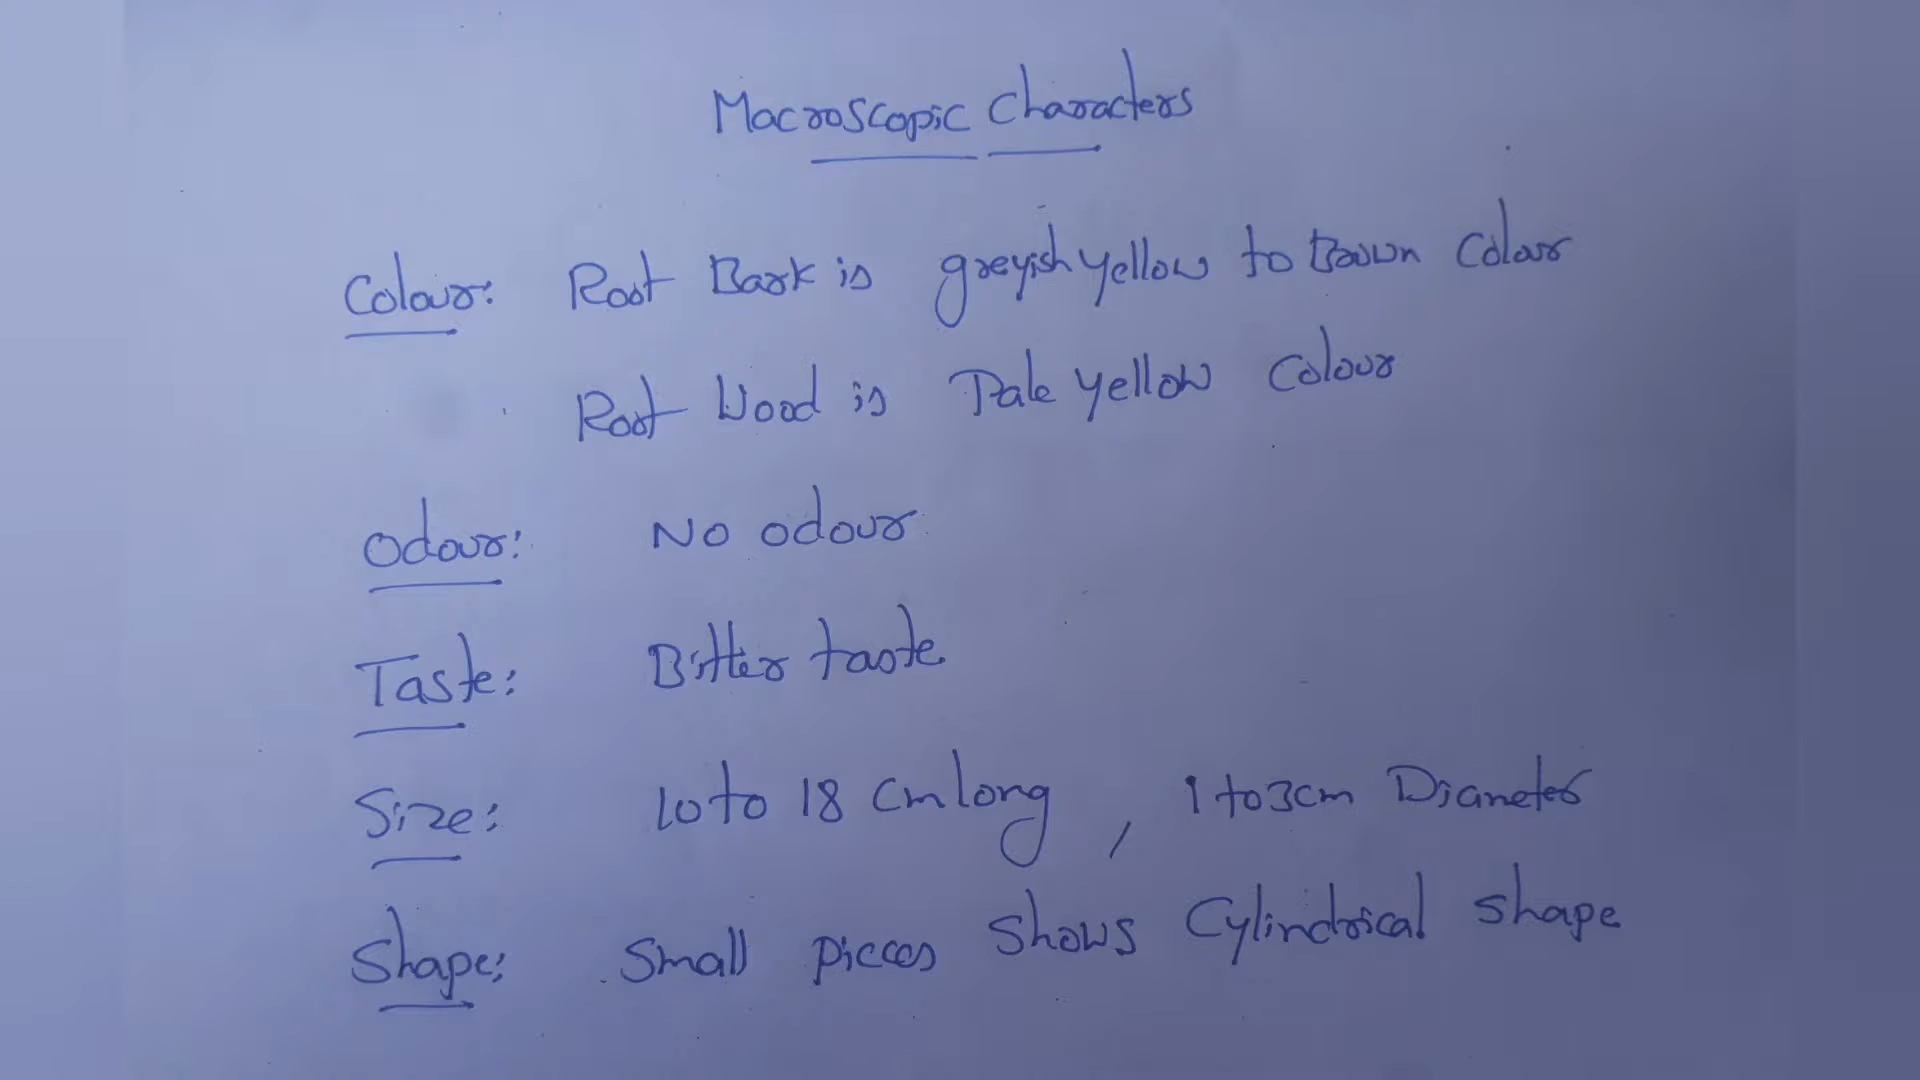 Macroscopic Characters
Colour: Root Bark is greyish yellow to Brown Colour
Root Wood is Pale yellow Colour
Odour: No odour
Taste: Bitter taste
Size: 10 to 18 cm long, 1 to 3 cm Diameter
Shape: Small pieces shows Cylindrical shape